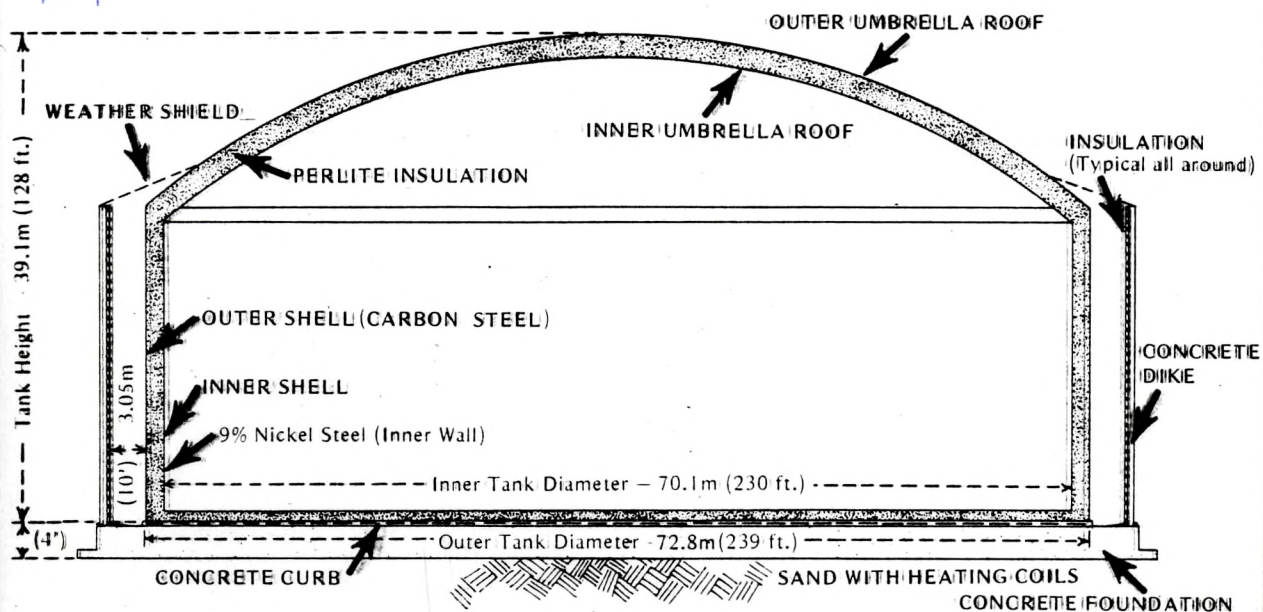 OUTER UMBRELLA ROOF
WEATHER SHIELD
INNER UMBRELLA ROOF
INSULATION
(Typical all around)
PERLITE INSULATION
Tank Height - 39.1m (128 ft.)
OUTER SHELL (CARBON STEEL)
CONCRETE
DIKE
3.05m
(10')
INNER SHELL
9% Nickel Steel (Inner Wall)
Inner Tank Diameter – 70.1m (230 ft.)
(4")
Outer Tank Diameter -72.8m (239 ft.)
CONCRETE CURB
SAND WITH HEATING COILS
CONCRETE FOUNDATION